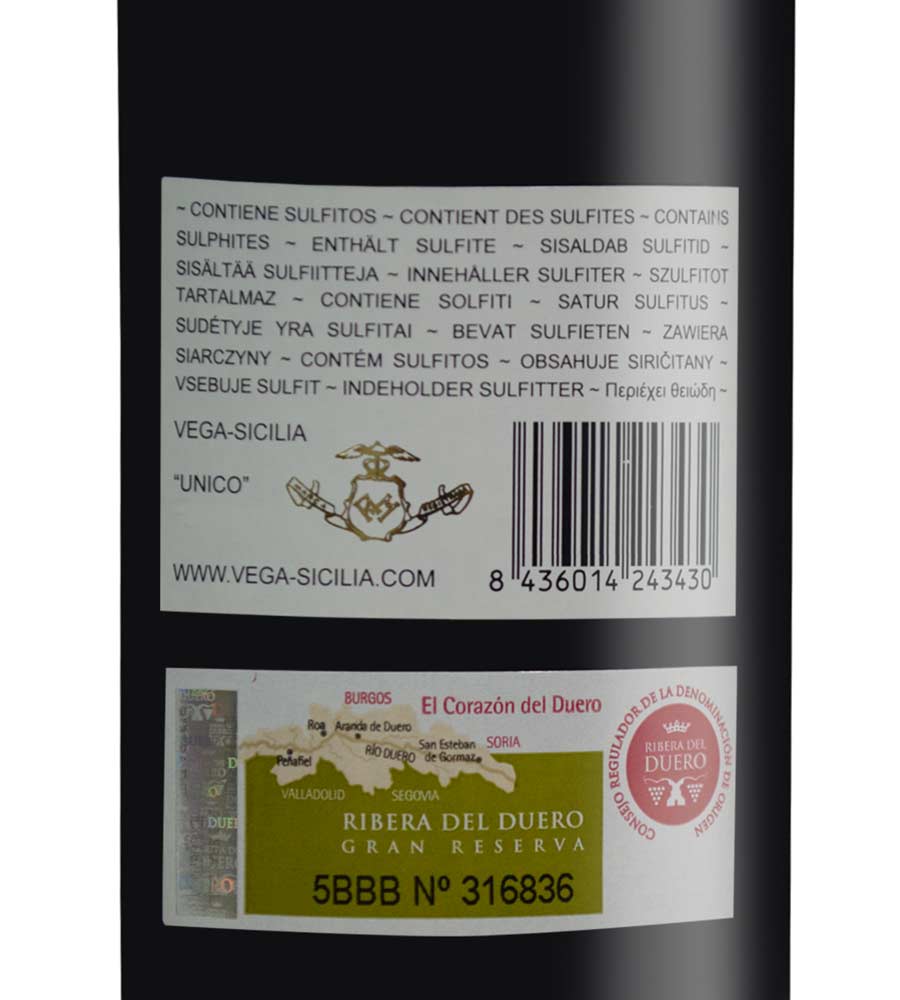 ~ CONTIENE SULFITOS ~ CONTIENT DES SULFITES ~ CONTAINS
SULPHITES ~ ENTHÄLT SULFITE ~ SISALDAB SULFITID ~
SISÄLTÄÄ SULFIITTEJA ~ INNEHÅLLER SULFITER ~ SZULFITOT
TARTALMAZ ~ CONTIENE SOLFITI ~ SATUR SULFITUS ~
SUDÉTYJE YRA SULFITAI ~ BEVAT SULFIETEN ~ ZAWIERA
SIARCZYNY ~ CONTÉM SULFITOS ~ OBSAHUJE SIRIČITANY ~
VSEBUJE SULFIT ~ INDEHOLDER SULFITTER ~ Περιέχει θειώδη ~
VEGA-SICILIA
"UNICO"
WWW.VEGA-SICILIA.COM
8 436014 243430
BURGOS
El Corazón del Duero
Roa
Aranda de Duero
RÍO DUERO
San Esteban
de Gormaz
SORIA
Peñafiel
VALLADOLID
SEGOVIA
RIBERA DEL DUERO
GRAN RESERVA
5BBB Nº 316836
CONSEJO REGULADOR DE LA DENOMINACIÓN DE ORIGEN
RIBERA DEL
DUERO